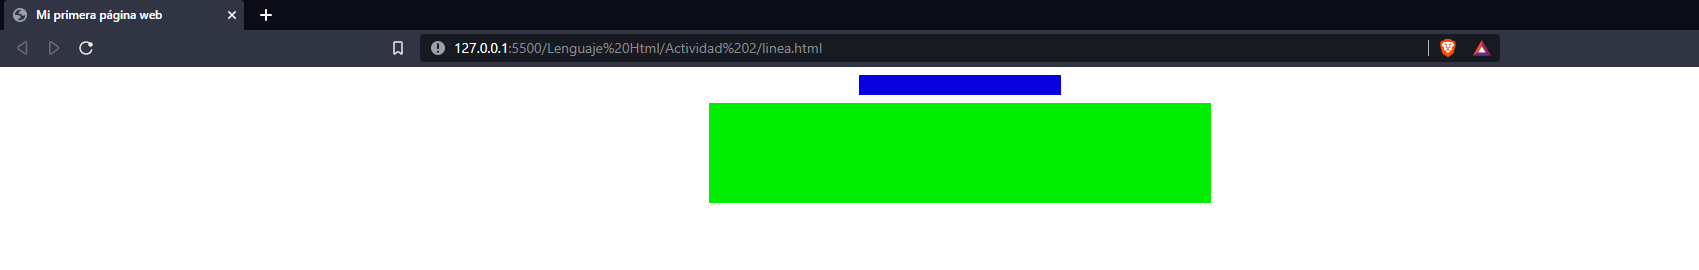 Mi primera página web
127.0.0.1:5500/Lenguaje%20Html/Actividad%202/linea.html